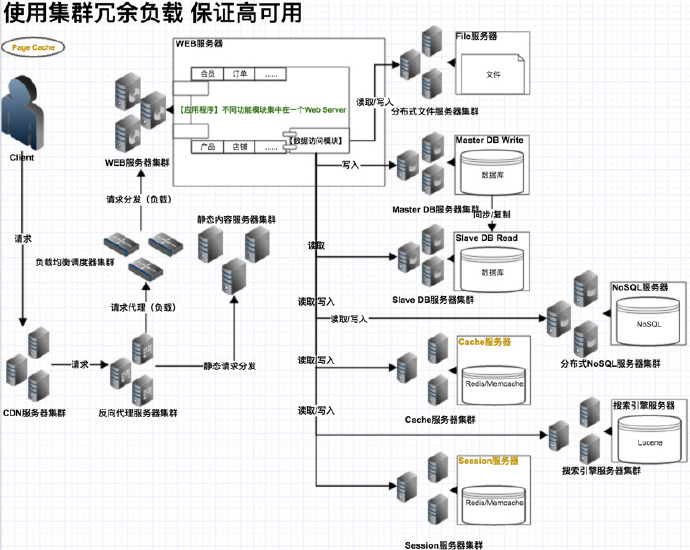 使用集群冗余负载 保证高可用
Page Cache
Client
请求
CDN服务器集群
请求
反向代理服务器集群
请求代理（负载）
静态请求分发
静态内容服务器集群
负载均衡调度器集群
请求分发（负载）
WEB服务器集群
WEB服务器
会员 订单 ......
【应用程序】不同功能模块集中在一个Web Server
产品 店铺 ......
【数据访问模块】
读取/写入
File服务器
文件
分布式文件服务器集群
写入
Master DB Write
数据库
Master DB服务器集群
同步/复制
读取
Slave DB Read
数据库
Slave DB服务器集群
读取/写入
读取/写入
NoSQL服务器
NoSQL
分布式NoSQL服务器集群
读取/写入
Cache服务器
Redis/Memcache
Cache服务器集群
读取/写入
搜索引擎服务器
Lucene
搜索引擎服务器集群
Session服务器
Redis/Memcache
Session服务器集群